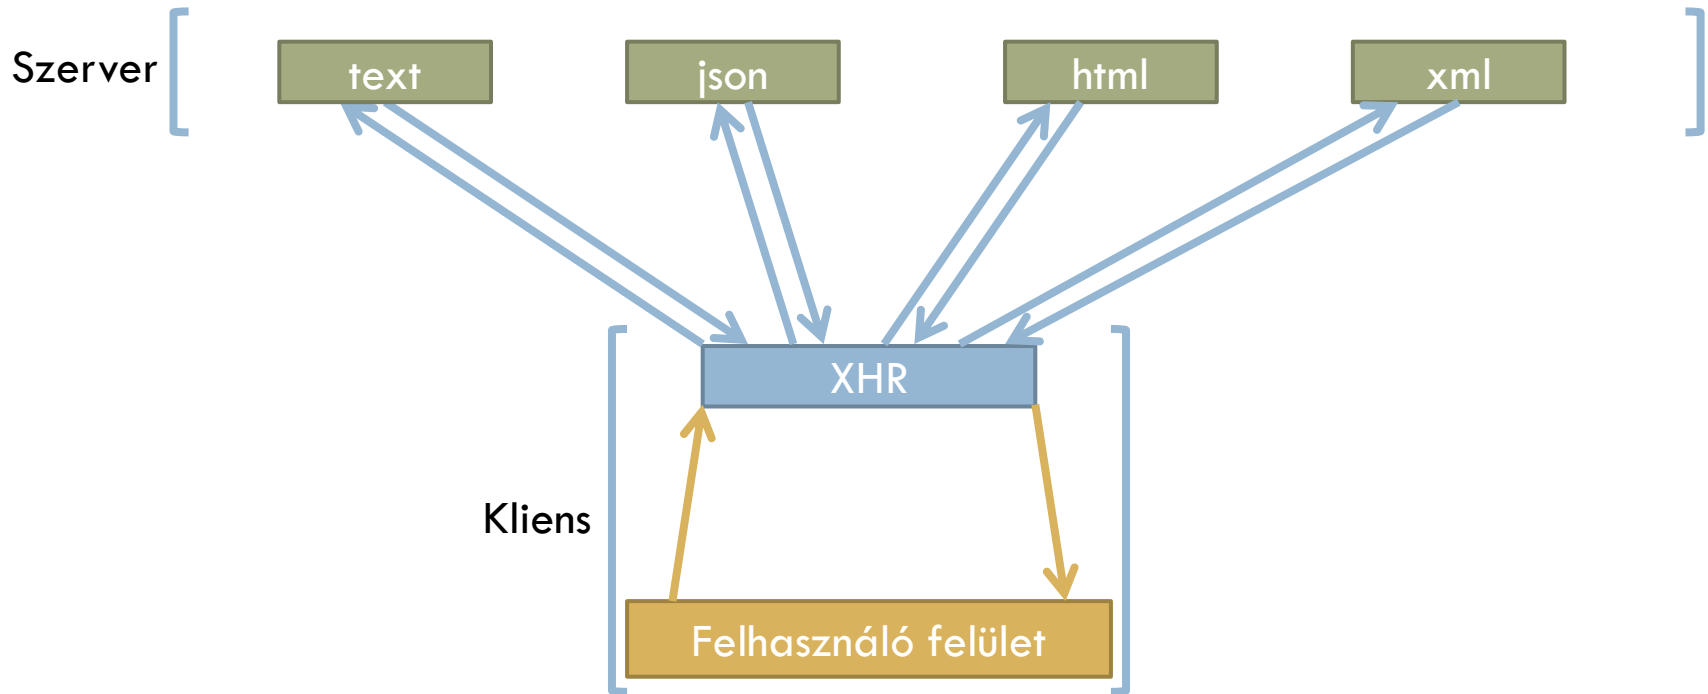 Szerver
text
json
html
xml
XHR
Kliens
Felhasználó felület